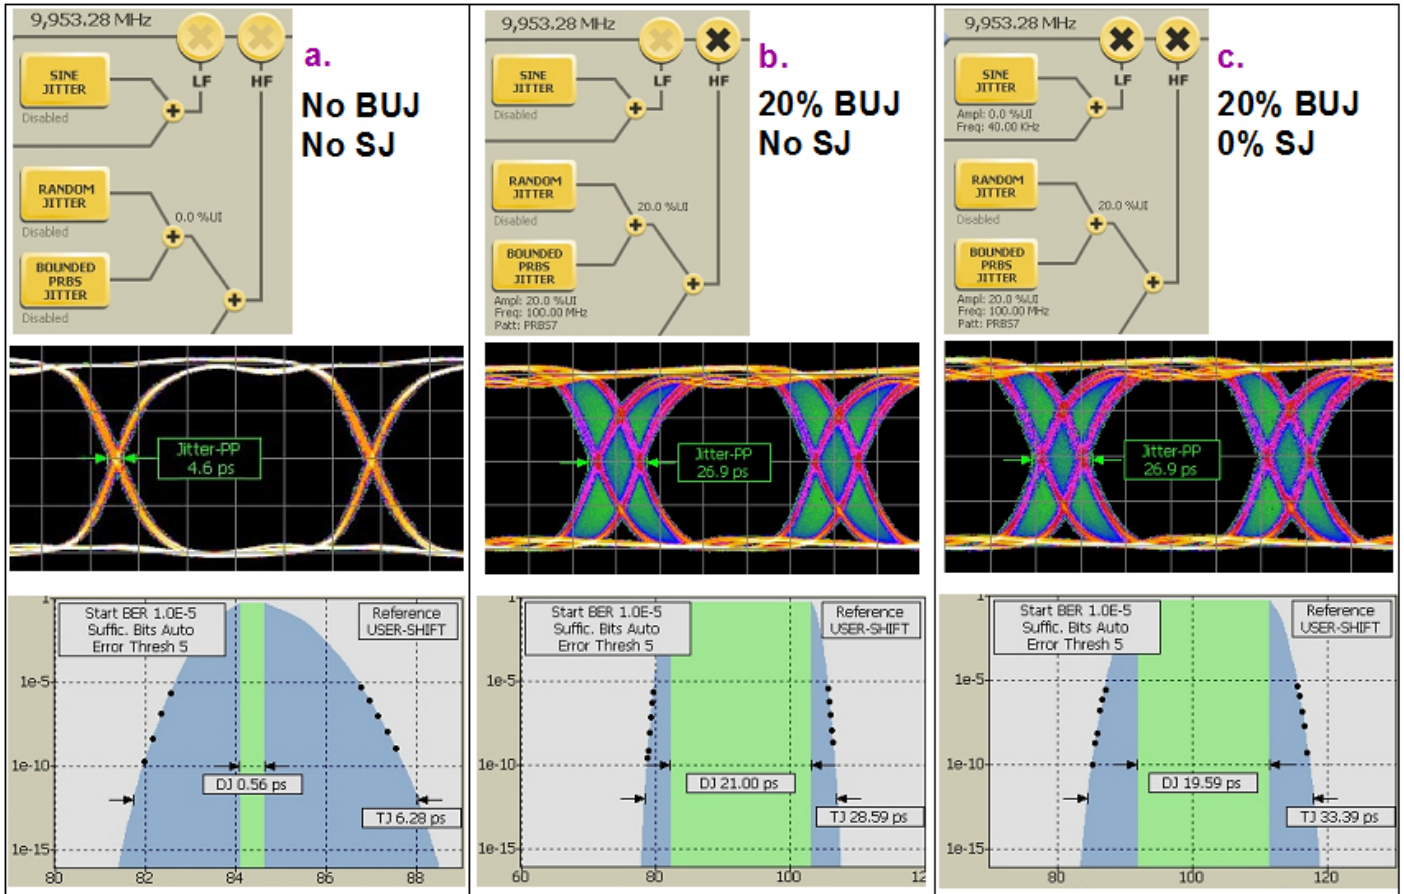 9,953.28 MHz
a.
No BUJ
No SJ
SINE
JITTER
Disabled
LF
HF
RANDOM
JITTER
Disabled
0.0 %UI
BOUNDED
PRBS
JITTER
Disabled
Jitter-PP
4.6 ps
Start BER 1.0E-5
Suffic. Bits Auto
Error Thresh 5
Reference
USER-SHIFT
1
1e-5
1e-10
1e-15
DJ 0.56 ps
TJ 6.28 ps
80
82
84
86
88
9,953.28 MHz
b.
20% BUJ
No SJ
SINE
JITTER
Disabled
LF
HF
RANDOM
JITTER
Disabled
20.0 %UI
BOUNDED
PRBS
JITTER
Ampl: 20.0 %UI
Freq: 100.00 MHz
Patt: PRBS7
Jitter-PP
26.9 ps
Start BER 1.0E-5
Suffic. Bits Auto
Error Thresh 5
Reference
USER-SHIFT
1
1e-5
1e-10
1e-15
DJ 21.00 ps
TJ 28.59 ps
60
80
100
12
9,953.28 MHz
c.
20% BUJ
0% SJ
SINE
JITTER
Ampl: 0.0 %UI
Freq: 40.00 KHz
LF
HF
RANDOM
JITTER
Disabled
20.0 %UI
BOUNDED
PRBS
JITTER
Ampl: 20.0 %UI
Freq: 100.00 MHz
Patt: PRBS7
Jitter-PP
26.9 ps
Start BER 1.0E-5
Suffic. Bits Auto
Error Thresh 5
Reference
USER-SHIFT
1
1e-5
1e-10
1e-15
DJ 19.59 ps
TJ 33.39 ps
80
100
120